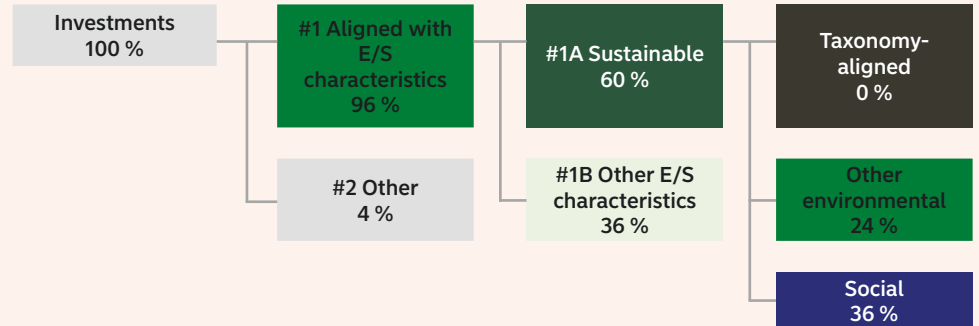 Investments
100 %
#1 Aligned with
E/S
characteristics
96 %
#2 Other
4 %
#1A Sustainable
60 %
#1B Other E/S
characteristics
36 %
Taxonomy-
aligned
0 %
Other
environmental
24 %
Social
36 %